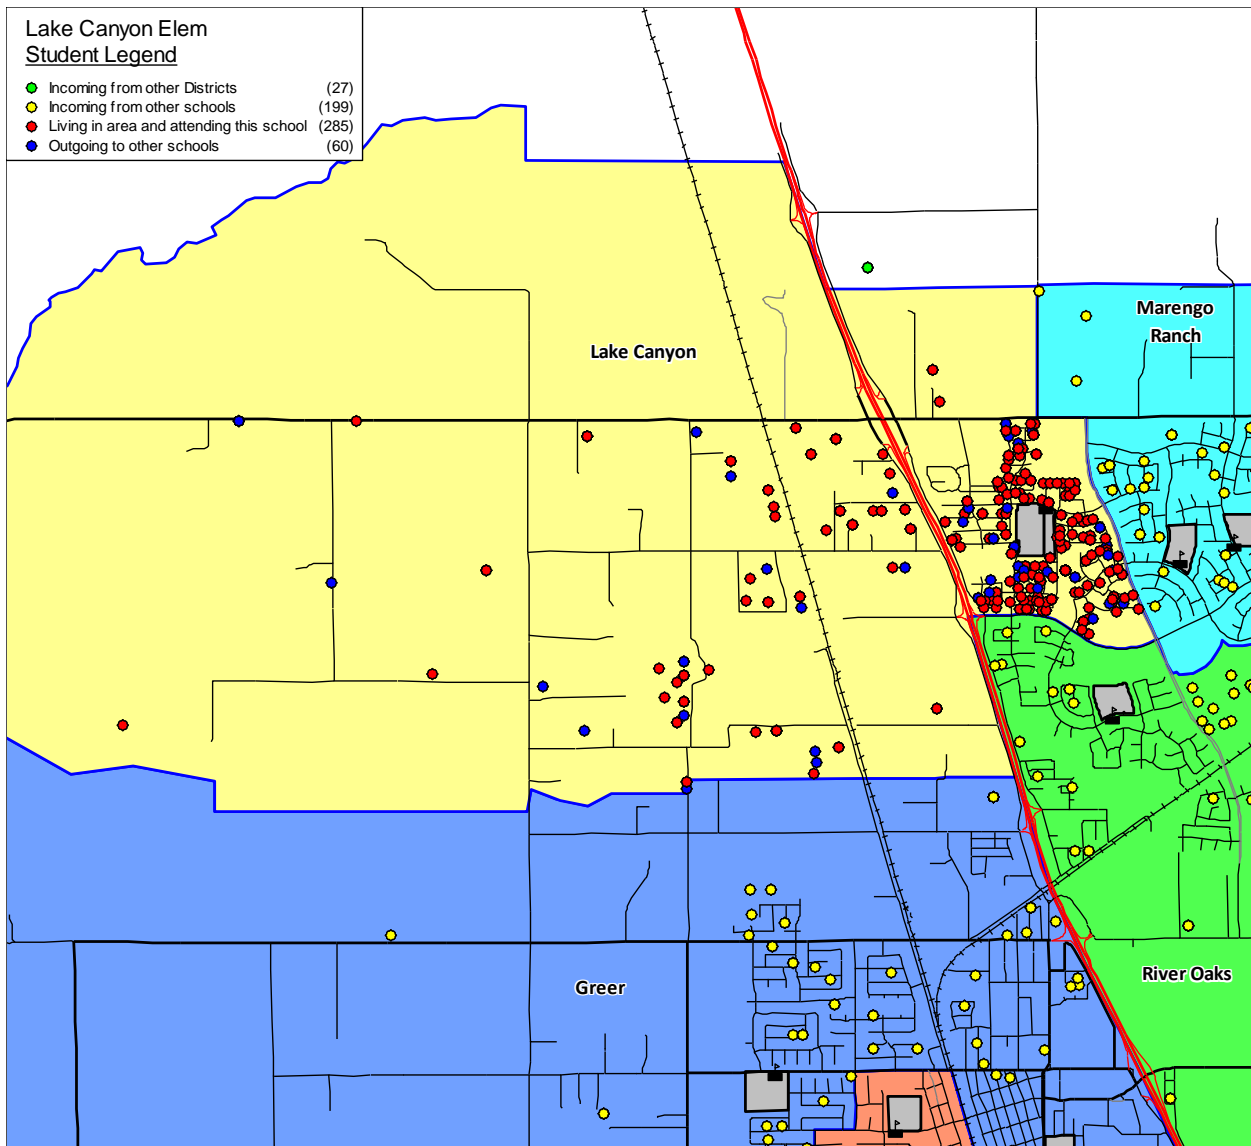 Lake Canyon Elem
Student Legend
Incoming from other Districts (27)
Incoming from other schools (199)
Living in area and attending this school (285)
Outgoing to other schools (60)
Marengo
Ranch
Lake Canyon
River Oaks
Greer